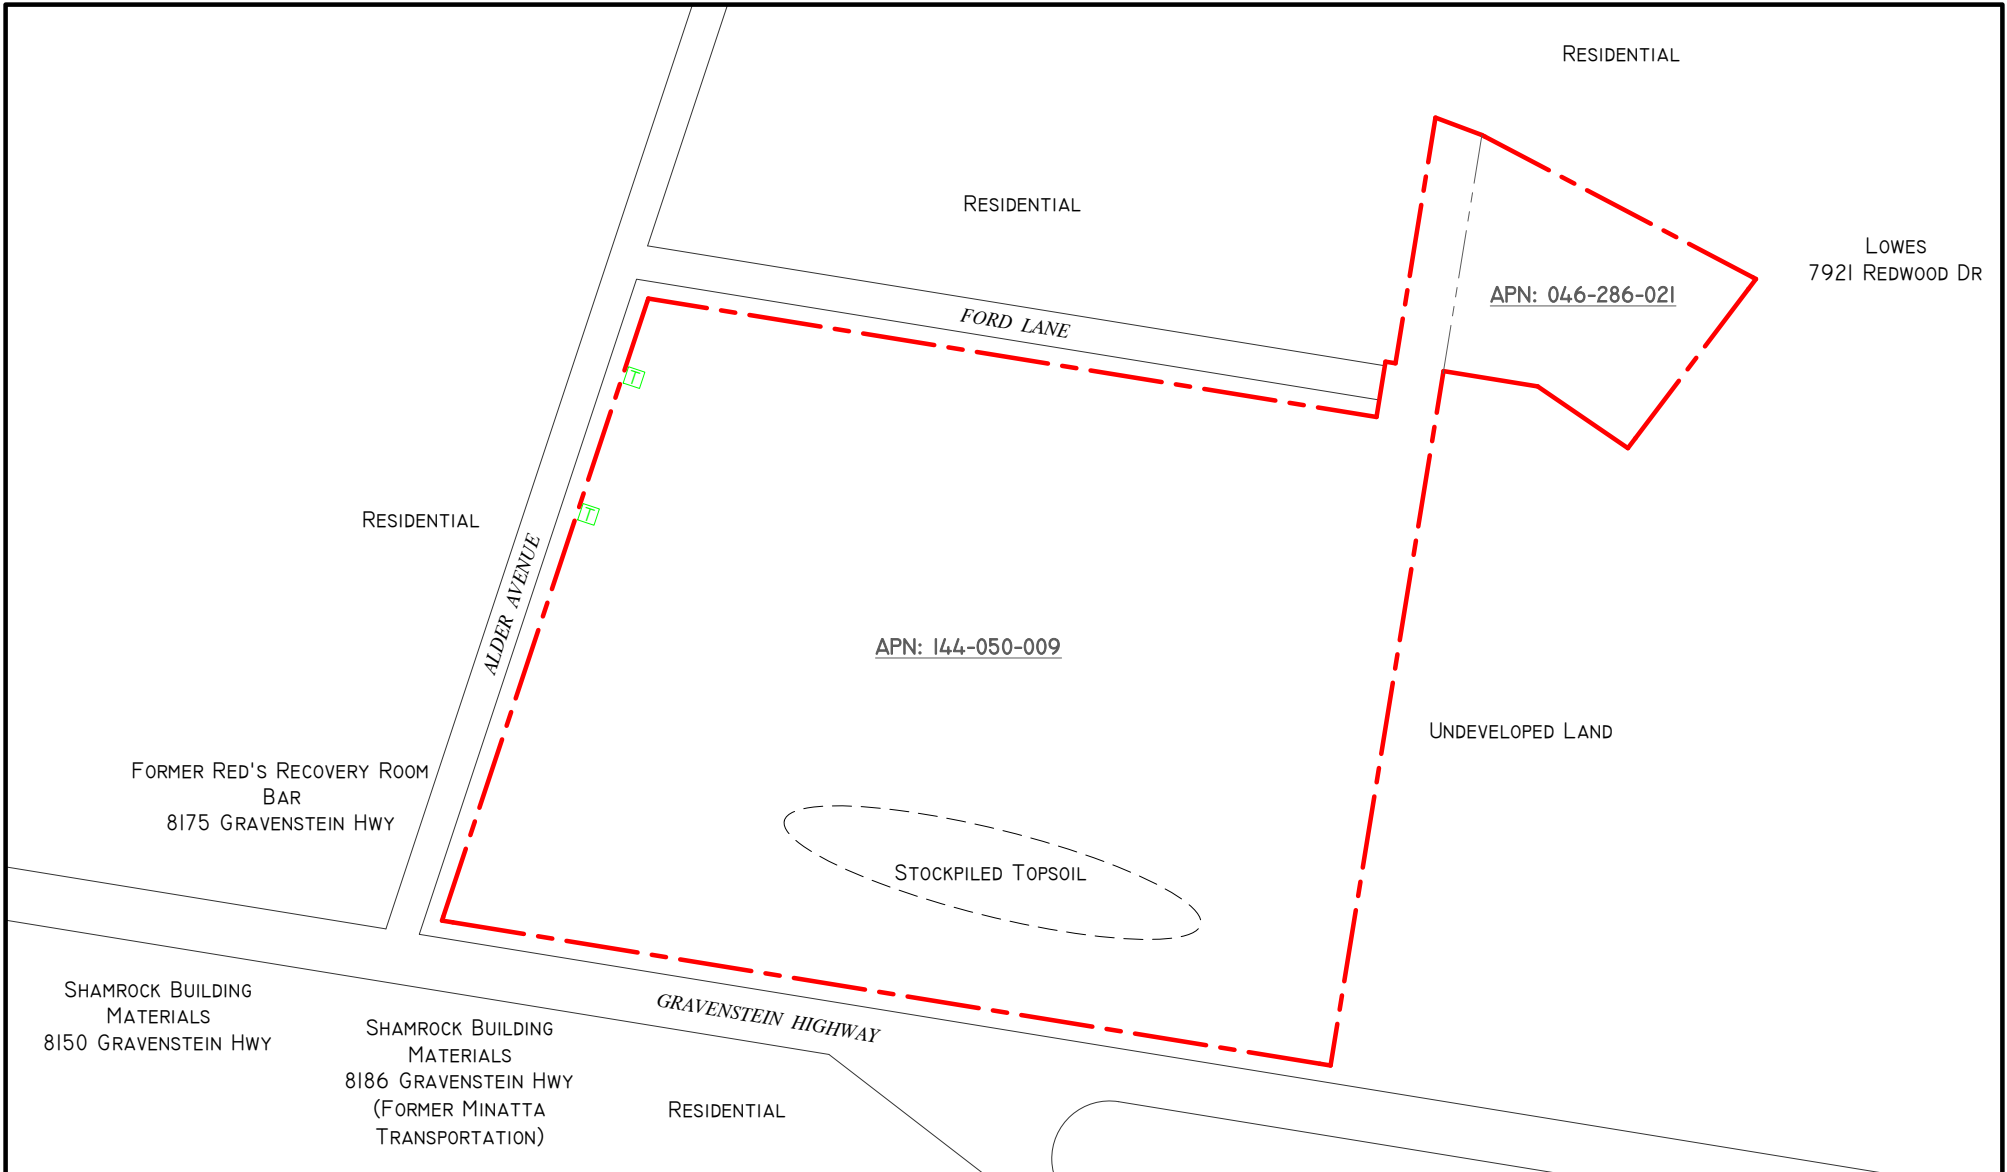 RESIDENTIAL
RESIDENTIAL
LOWES
7921 REDWOOD DR
APN: 046-286-021
FORD LANE
T
T
RESIDENTIAL
ALDER AVENUE
APN: 144-050-009
UNDEVELOPED LAND
FORMER RED'S RECOVERY ROOM
BAR
8175 GRAVENSTEIN HWY
STOCKPILED TOPSOIL
GRAVENSTEIN HIGHWAY
SHAMROCK BUILDING
MATERIALS
8150 GRAVENSTEIN HWY
SHAMROCK BUILDING
MATERIALS
8186 GRAVENSTEIN HWY
(FORMER MINATTA
TRANSPORTATION)
RESIDENTIAL